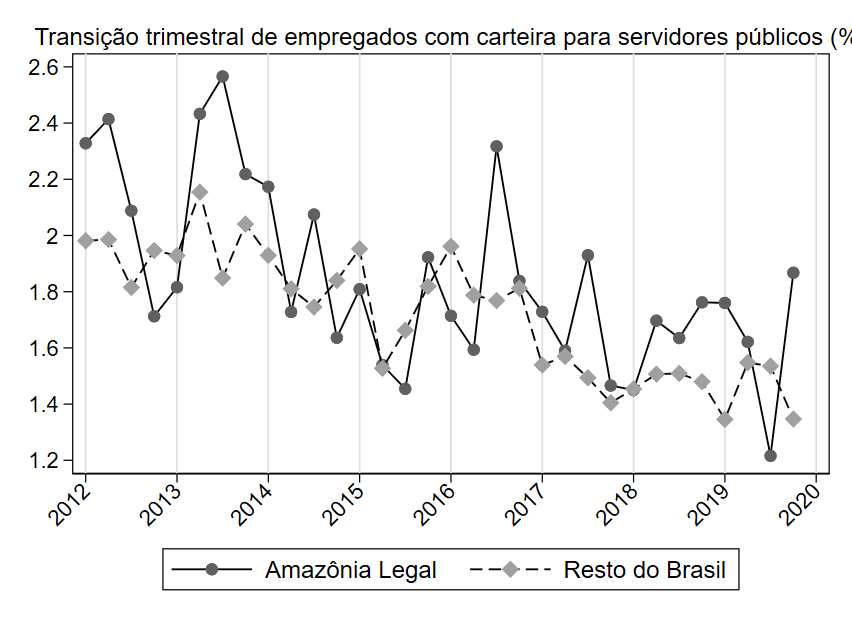 Transição trimestral de empregados com carteira para servidores públicos (%
2.6
2.4
2.2
2
1.8
1.6
1.4
1.2
2012 2013 2014 2015 2016 2017 2018 2019 2020
Amazônia Legal Resto do Brasil